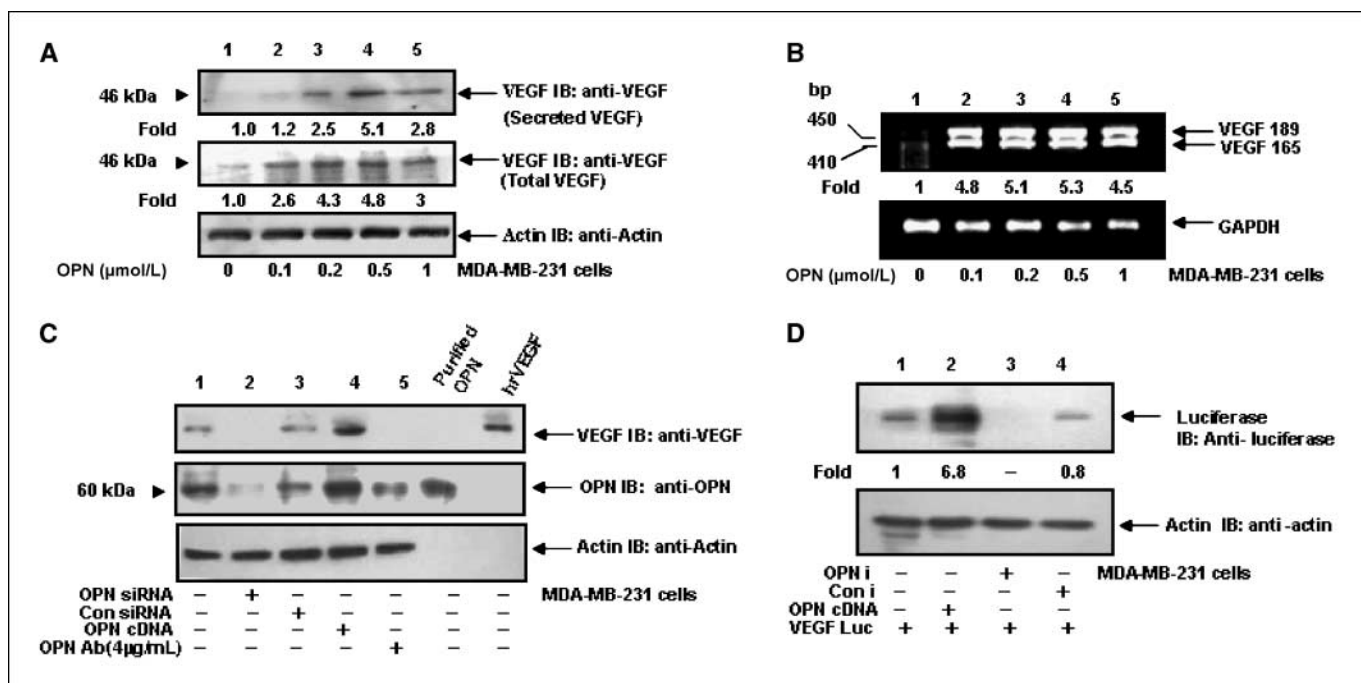 A
1 2 3 4 5
46 kDa
VEGF IB: anti-VEGF
(Secreted VEGF)
Fold 1.0 1.2 2.5 5.1 2.8
46 kDa
VEGF IB: anti-VEGF
(Total VEGF)
Fold 1.0 2.6 4.3 4.8 3
Actin IB: anti-Actin
OPN (µmol/L) 0 0.1 0.2 0.5 1 MDA-MB-231 cells
B
bp
1 2 3 4 5
450
410
VEGF 189
VEGF 165
Fold 1 4.8 5.1 5.3 4.5
GAPDH
OPN (µmol/L) 0 0.1 0.2 0.5 1 MDA-MB-231 cells
C
1 2 3 4 5 Purified OPN hrVEGF
VEGF IB: anti-VEGF
60 kDa
OPN IB: anti-OPN
Actin IB: anti-Actin
OPN siRNA – + – – – – – MDA-MB-231 cells
Con siRNA – – + – – – –
OPN cDNA – – – + – – –
OPN Ab(4µg/mL) – – – – + – –
D
1 2 3 4
Luciferase
IB: Anti- luciferase
Fold 1 6.8 – 0.8
Actin IB: anti -actin
OPN i – – + – MDA-MB-231 cells
Con i – – – +
OPN cDNA – + – –
VEGF Luc + + + +